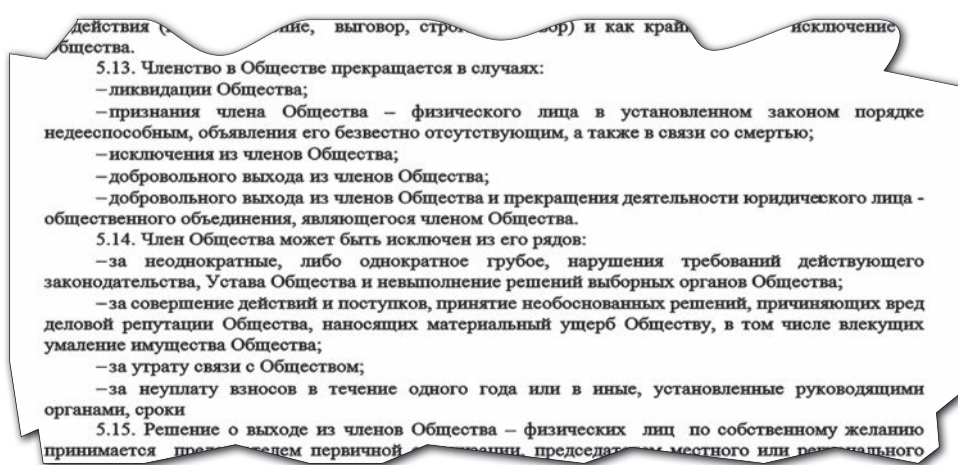 действия ( ние, выговор, стро ор) и как край исключение
общества.
5.13. Членство в Обществе прекращается в случаях:
–ликвидации Общества;
–признания члена Общества – физического лица в установленном законом порядке
недееспособным, объявления его безвестно отсутствующим, а также в связи со смертью;
–исключения из членов Общества;
–добровольного выхода из членов Общества;
–добровольного выхода из членов Общества и прекращения деятельности юридического лица -
общественного объединения, являющегося членом Общества.
5.14. Член Общества может быть исключен из его рядов:
–за неоднократные, либо однократное грубое, нарушения требований действующего
законодательства, Устава Общества и невыполнение решений выборных органов Общества;
–за совершение действий и поступков, принятие необоснованных решений, причиняющих вред
деловой репутации Общества, наносящих материальный ущерб Обществу, в том числе влекущих
умаление имущества Общества;
–за утрату связи с Обществом;
–за неуплату взносов в течение одного года или в иные, установленные руководящими
органами, сроки
5.15. Решение о выходе из членов Общества – физических лиц по собственному желанию
принимается пред телем первичной ации, председат м местного или рег нального